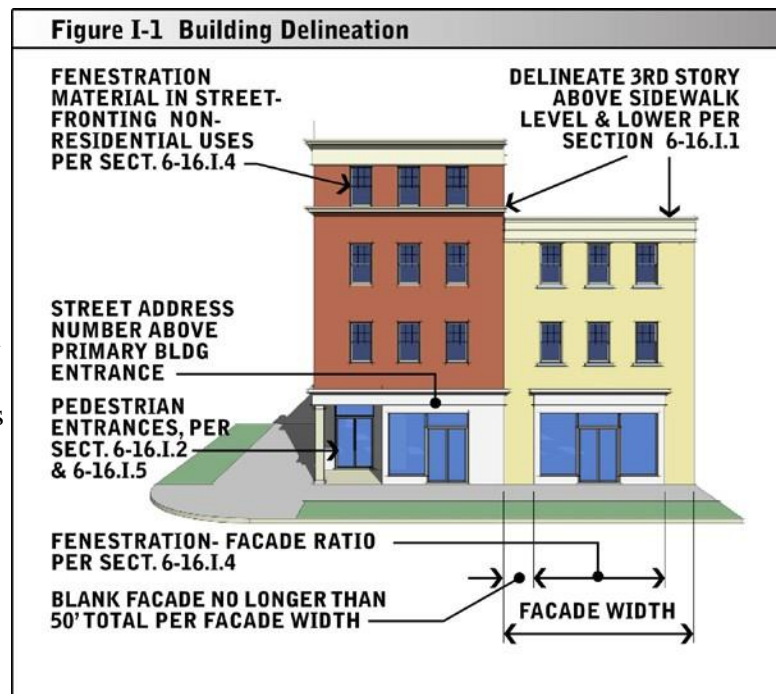 Figure I-1 Building Delineation
FENESTRATION
MATERIAL IN STREET-
FRONTING NON-
RESIDENTIAL USES
PER SECT. 6-16.I.4
DELINEATE 3RD STORY
ABOVE SIDEWALK
LEVEL & LOWER PER
SECTION 6-16.I.1
STREET ADDRESS
NUMBER ABOVE
PRIMARY BLDG
ENTRANCE
PEDESTRIAN
ENTRANCES, PER
SECT. 6-16.I.2
& 6-16.I.5
FENESTRATION- FACADE RATIO
PER SECT. 6-16.I.4
BLANK FACADE NO LONGER THAN
50' TOTAL PER FACADE WIDTH
FACADE WIDTH